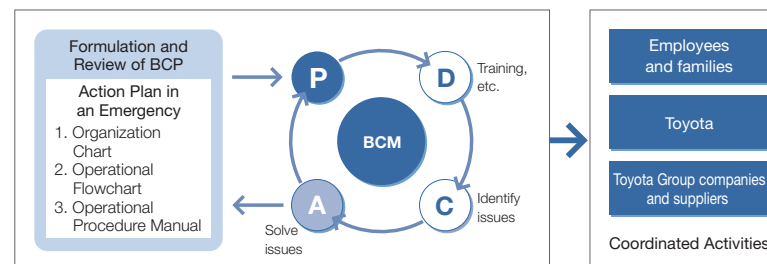 Formulation and
Review of BCP
Action Plan in
an Emergency
1. Organization
Chart
2. Operational
Flowchart
3. Operational
Procedure Manual
P
D
Training,
etc.
BCM
A
Solve
issues
C
Identify
issues
Employees
and families
Toyota
Toyota Group companies
and suppliers
Coordinated Activities